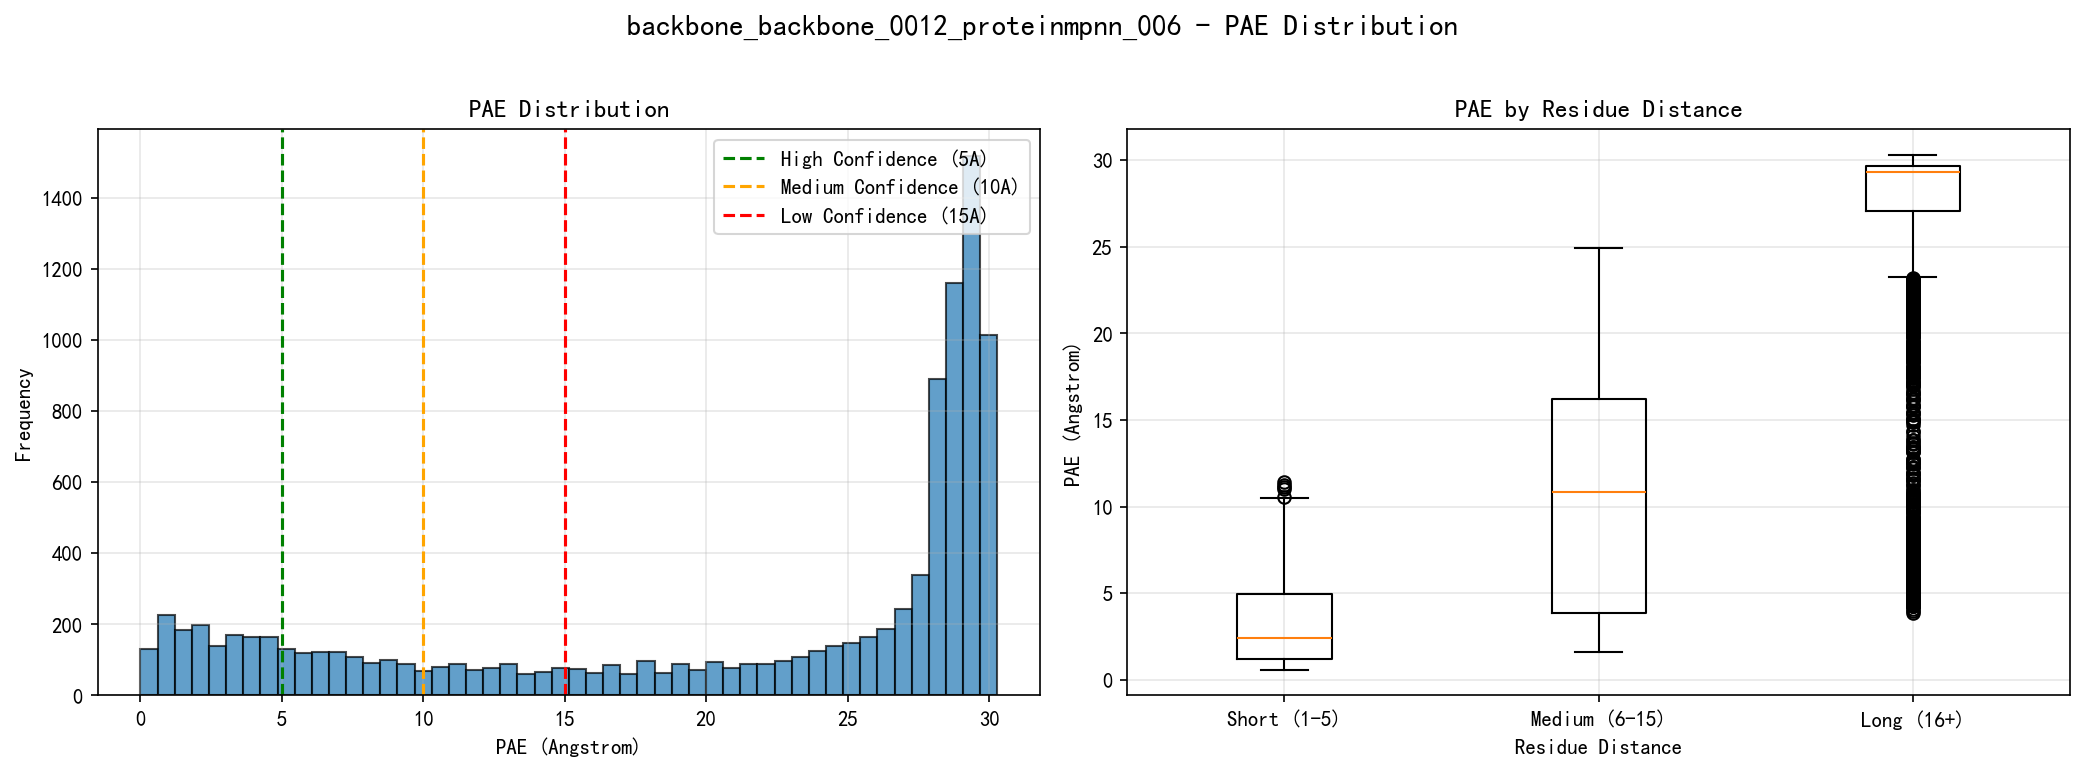 backbone_backbone_0012_proteinmpnn_006 - PAE Distribution
PAE Distribution
High Confidence (5A)
Medium Confidence (10A)
Low Confidence (15A)
Frequency
1400
1200
1000
800
600
400
200
0
0 5 10 15 20 25 30
PAE (Angstrom)
PAE by Residue Distance
PAE (Angstrom)
30
25
20
15
10
5
0
Short (1-5) Medium (6-15) Long (16+)
Residue Distance